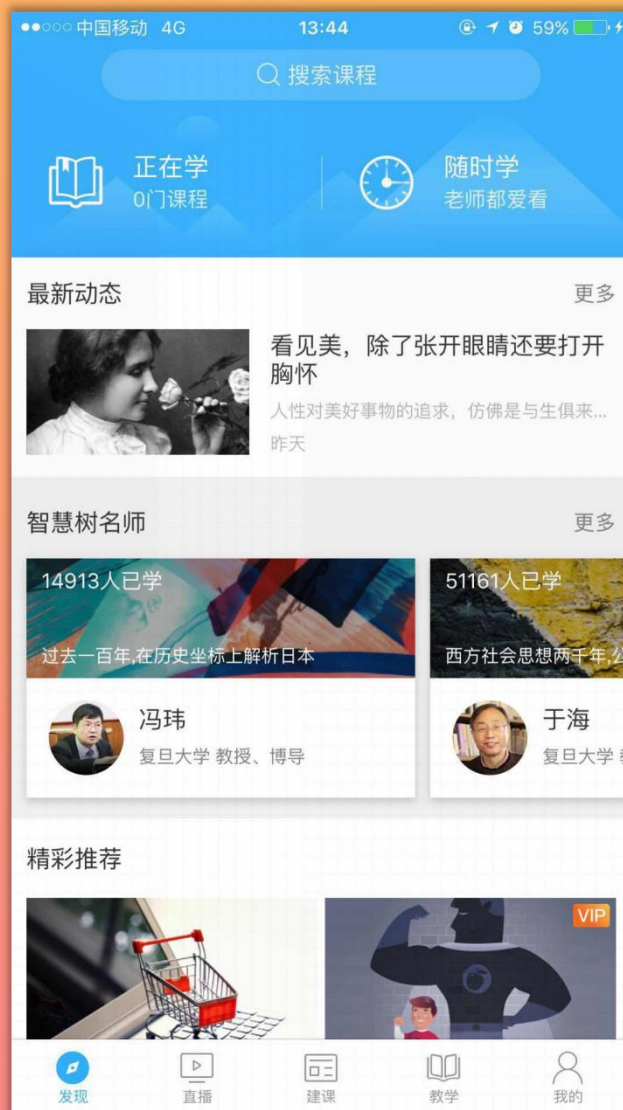 中国移动 4G 13:44 59%
搜索课程
正在学
0门课程
随时学
老师都爱看
最新动态 更多
看见美，除了张开眼睛还要打开
胸怀
人性对美好事物的追求，仿佛是与生俱来...
昨天
智慧树名师 更多
14913人已学
过去一百年,在历史坐标上解析日本
冯玮
复旦大学 教授、博导
51161人已学
西方社会思想两千年,
于海
复旦大学
精彩推荐
VIP
发现 直播 建课 教学 我的